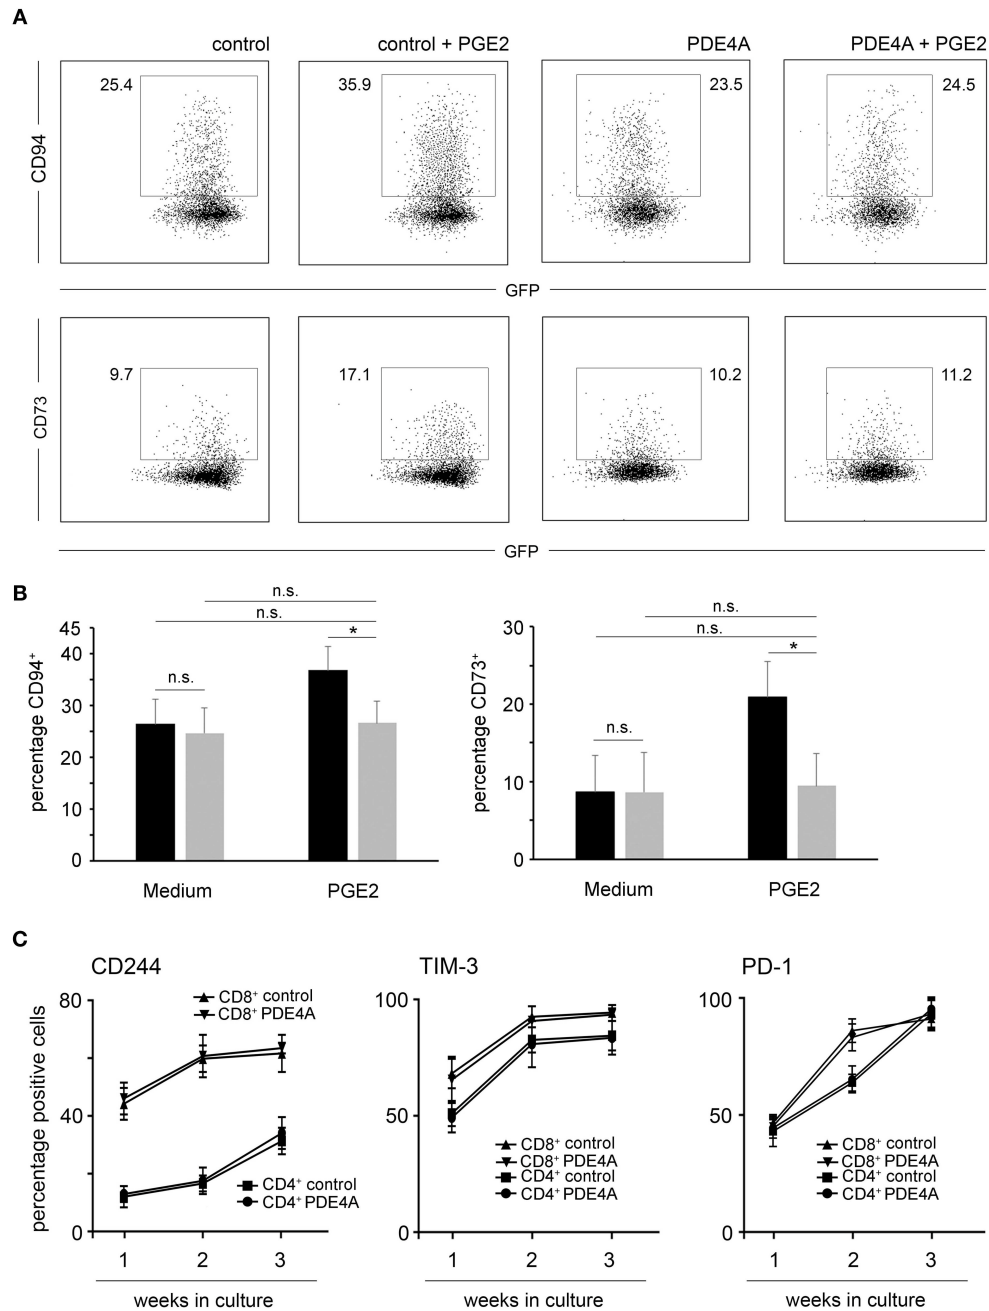 A
control
control + PGE2
PDE4A
PDE4A + PGE2
CD94
25.4
35.9
23.5
24.5
GFP
CD73
9.7
17.1
10.2
11.2
GFP
B
percentage CD94+
45
40
30
20
10
0
n.s.
n.s.
n.s.
*
Medium
PGE2
percentage CD73+
30
20
10
0
n.s.
n.s.
n.s.
*
Medium
PGE2
C
CD244
percentage positive cells
80
40
0
CD8+ control
CD8+ PDE4A
CD4+ control
CD4+ PDE4A
1 2 3
weeks in culture
TIM-3
100
50
0
CD8+ control
CD8+ PDE4A
CD4+ control
CD4+ PDE4A
1 2 3
weeks in culture
PD-1
100
50
0
CD8+ control
CD8+ PDE4A
CD4+ control
CD4+ PDE4A
1 2 3
weeks in culture